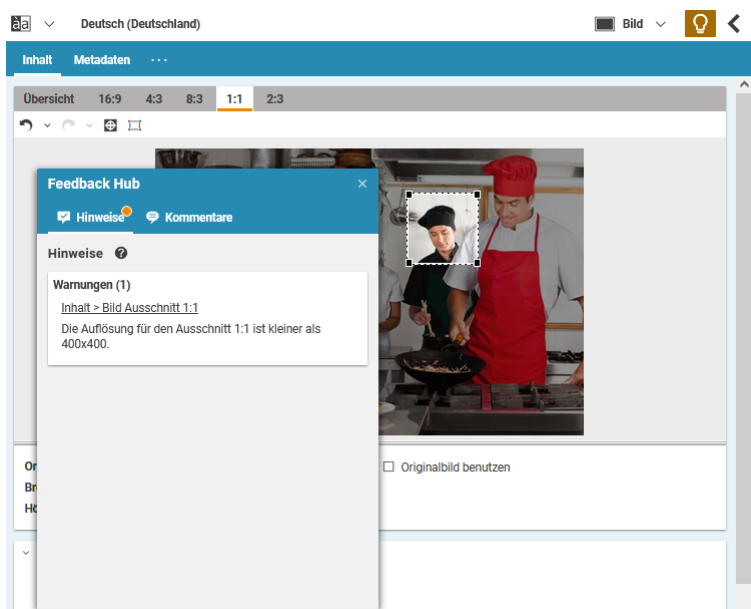 Deutsch (Deutschland)
Bild
Inhalt Metadaten ...
Übersicht 16:9 4:3 8:3 1:1 2:3
Feedback Hub
Hinweise Kommentare
Hinweise
Warnungen (1)
Inhalt > Bild Ausschnitt 1:1
Die Auflösung für den Ausschnitt 1:1 ist kleiner als
400x400.
Originalbild benutzen